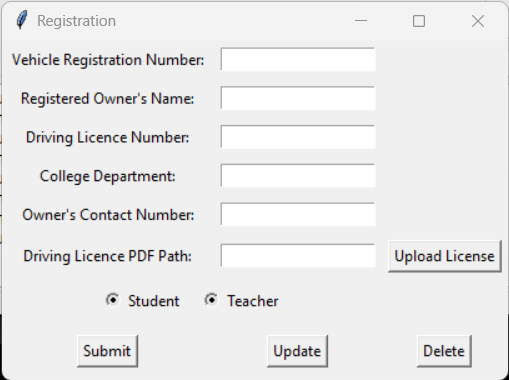 Registration
Vehicle Registration Number:
Registered Owner's Name:
Driving Licence Number:
College Department:
Owner's Contact Number:
Driving Licence PDF Path: Upload License
Student Teacher
Submit Update Delete